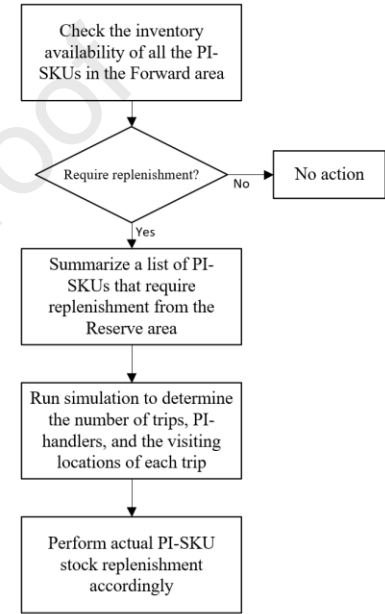 Check the inventory
availability of all the PI-
SKUs in the Forward area
Require replenishment?
No
No action
Yes
Summarize a list of PI-
SKUs that require
replenishment from the
Reserve area
Run simulation to determine
the number of trips, PI-
handlers, and the visiting
locations of each trip
Perform actual PI-SKU
stock replenishment
accordingly